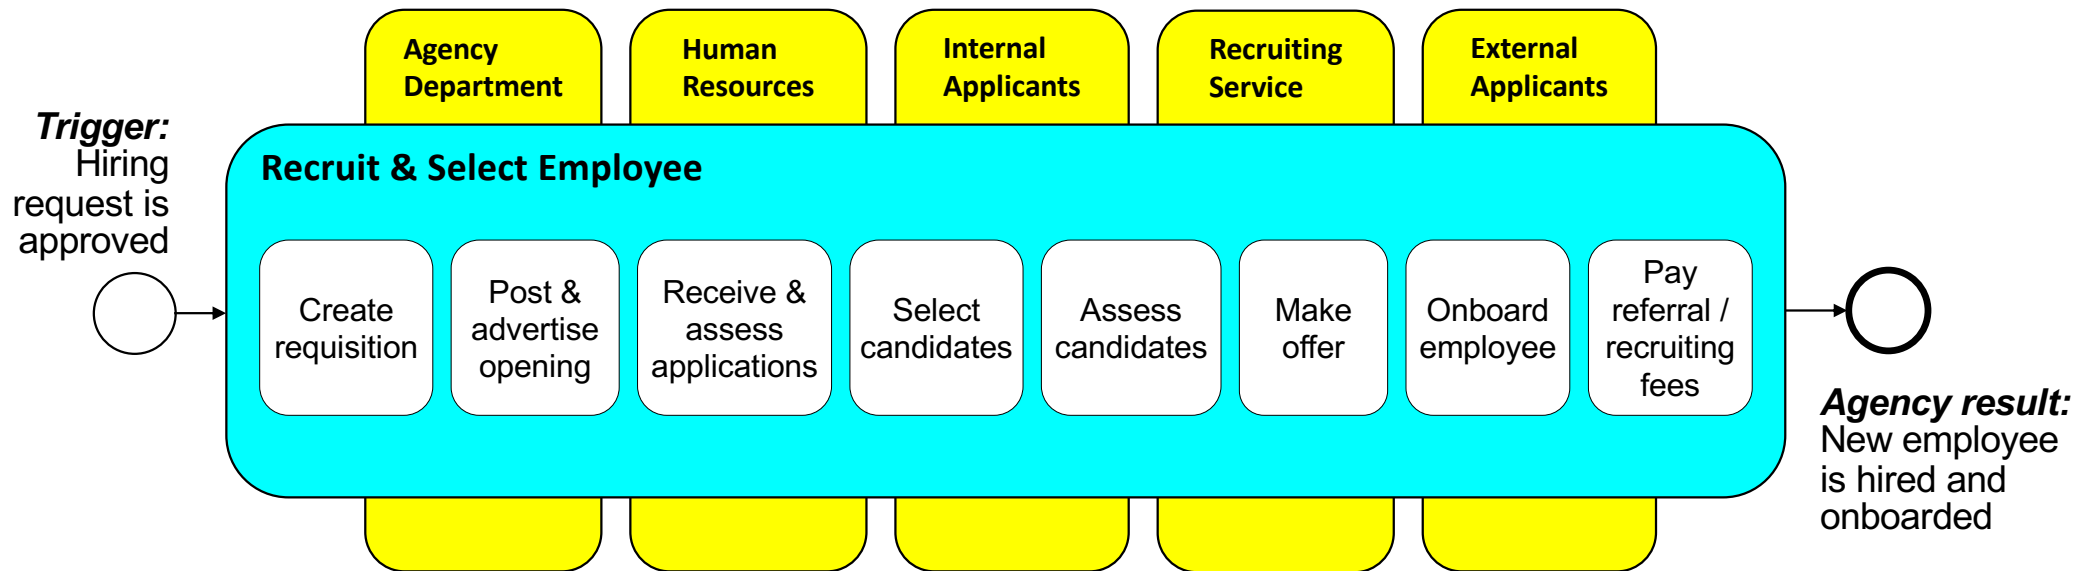 Agency
Department
Human
Resources
Internal
Applicants
Recruiting
Service
External
Applicants
Trigger:
Hiring
request is
approved
Recruit & Select Employee
Create
requisition
Post &
advertise
opening
Receive &
assess
applications
Select
candidates
Assess
candidates
Make
offer
Onboard
employee
Pay
referral /
recruiting
fees
Agency result:
New employee
is hired and
onboarded